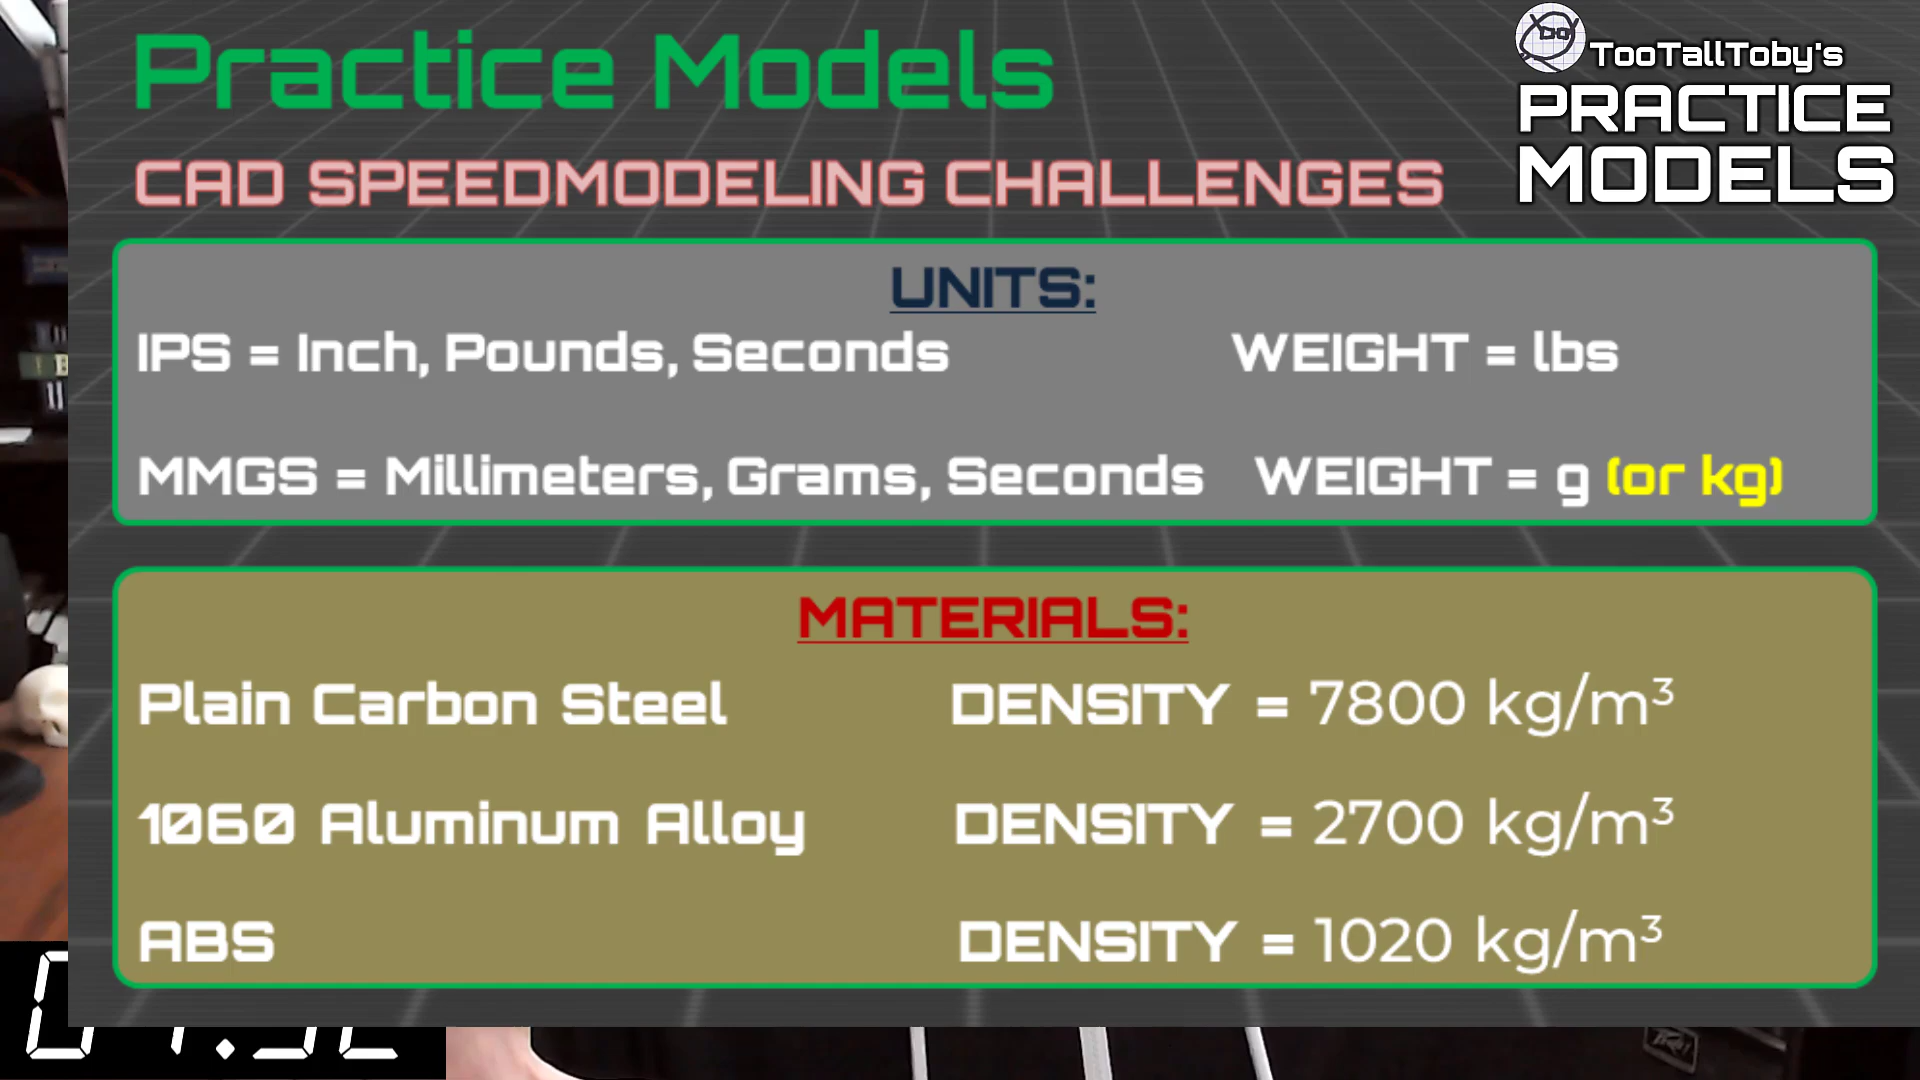 Practice Models
TooTallToby's
PRACTICE
MODELS
CAD SPEEDMODELING CHALLENGES
UNITS:
IPS = Inch, Pounds, Seconds WEIGHT = lbs
MMGS = Millimeters, Grams, Seconds WEIGHT = g (or kg)
MATERIALS:
Plain Carbon Steel DENSITY = 7800 kg/m³
1060 Aluminum Alloy DENSITY = 2700 kg/m³
ABS DENSITY = 1020 kg/m³